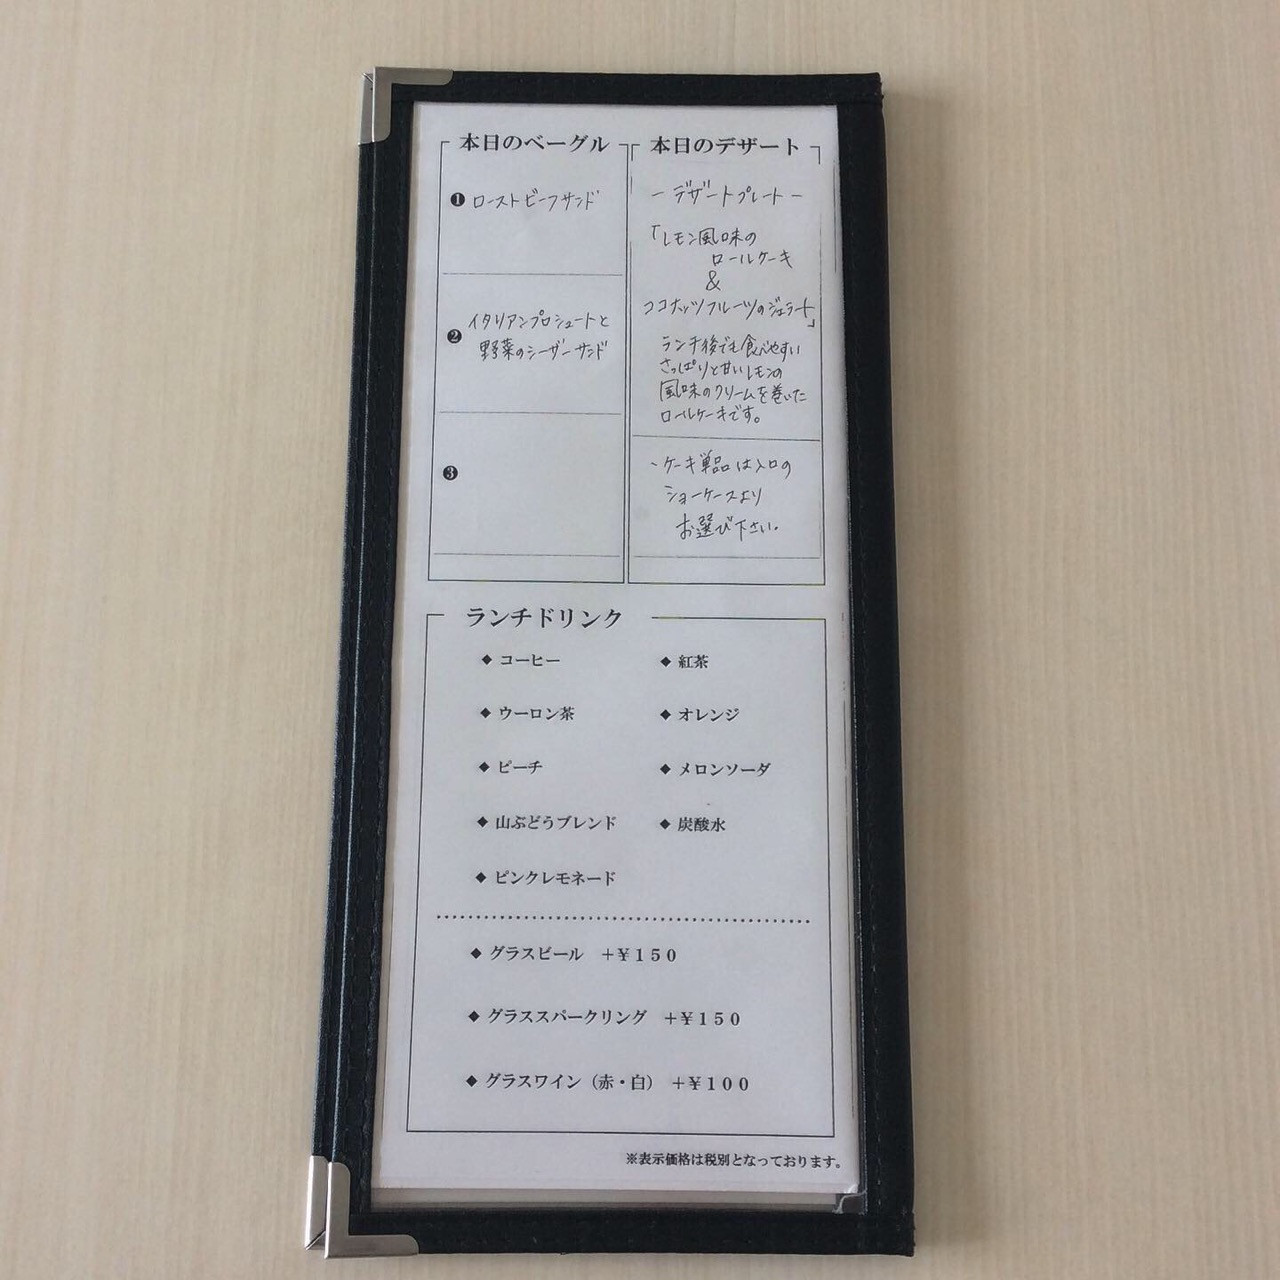 本日のベーグル
❶ ローストビーフサンド
❷ イタリアンプロシュートと
野菜のシーザーサンド
❸
本日のデザート
ーデザートプレートー
「レモン風味の
ロールケーキ
&
ココナッツフルーツのジェラート」
ランチ後でも食べやすい
さっぱりと甘いレモンの
風味のクリームを巻いた
ロールケーキです。
・ケーキ単品は入口の
ショーケースより
お選び下さい。
ランチドリンク
◆ コーヒー
◆ 紅茶
◆ ウーロン茶
◆ オレンジ
◆ ピーチ
◆ メロンソーダ
◆ 山ぶどうブレンド
◆ 炭酸水
◆ ピンクレモネード
◆ グラスビール ＋￥１５０
◆ グラススパークリング ＋￥１５０
◆ グラスワイン（赤・白） ＋￥１００
※表示価格は税別となっております。